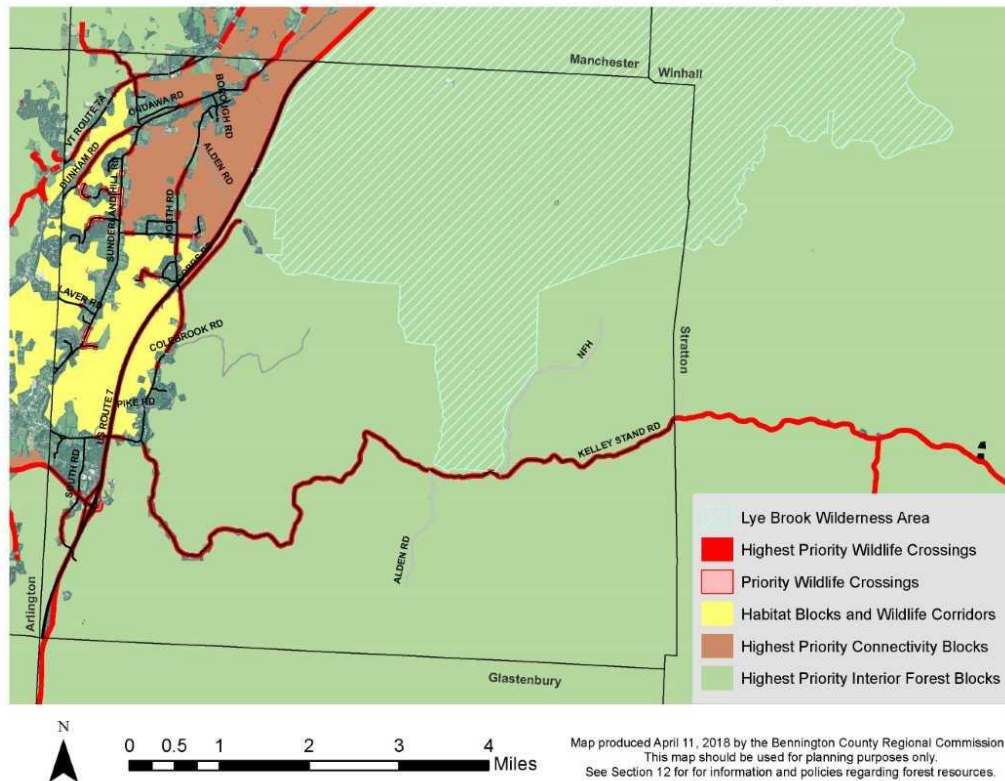 Manchester
Winhall
VT ROUTE 7A
ONDAWA RD
BOROUGH RD
DUNHAM RD
ALDEN RD
SUNDERLAND HILL RD
NORTH RD
LAVER RD
COLEBROOK RD
NFH
Stratton
PIKE RD
US ROUTE 7
KELLEY STAND RD
SOUTH RD
ALDEN RD
Arlington
Glastenbury
Lye Brook Wilderness Area
Highest Priority Wildlife Crossings
Priority Wildlife Crossings
Habitat Blocks and Wildlife Corridors
Highest Priority Connectivity Blocks
Highest Priority Interior Forest Blocks
N
0 0.5 1 2 3 4
Miles
Map produced April 11, 2018 by the Bennington County Regional Commission
This map should be used for planning purposes only.
See Section 12 for for information and policies regarding forest resources.